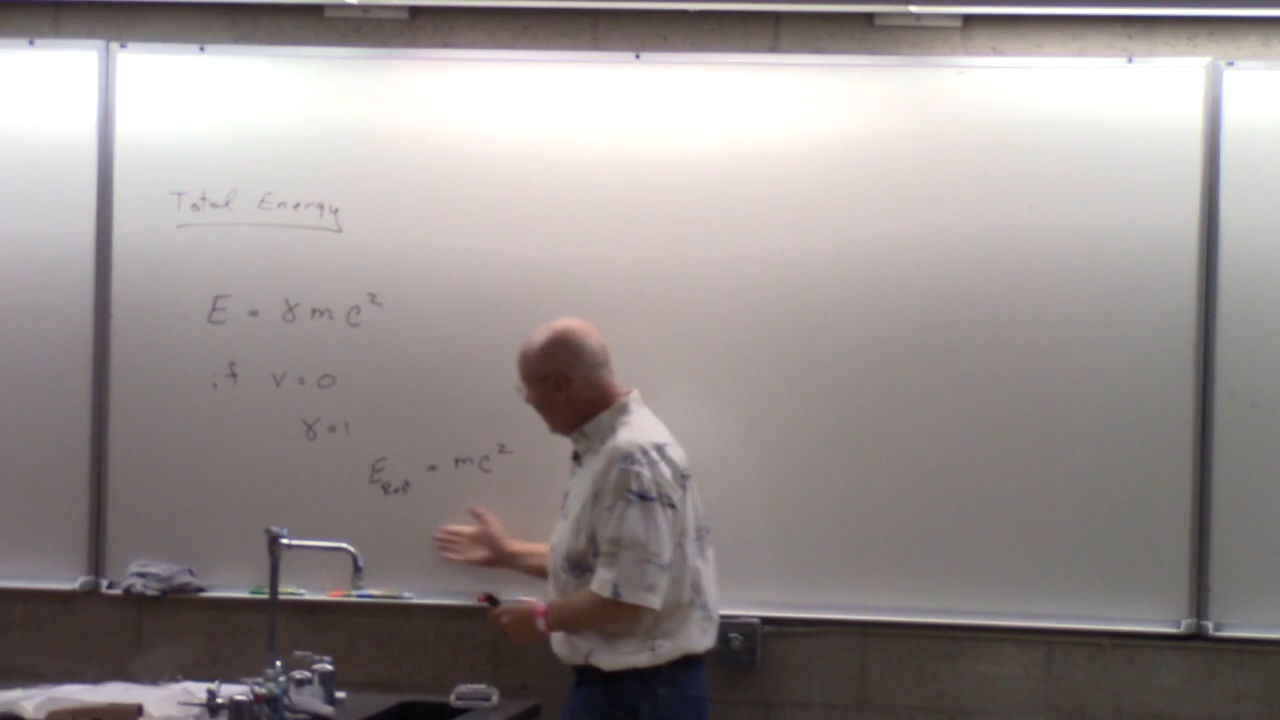 Total Energy
E = γmc²
if v = 0
γ = 1
E_Rest = mc²